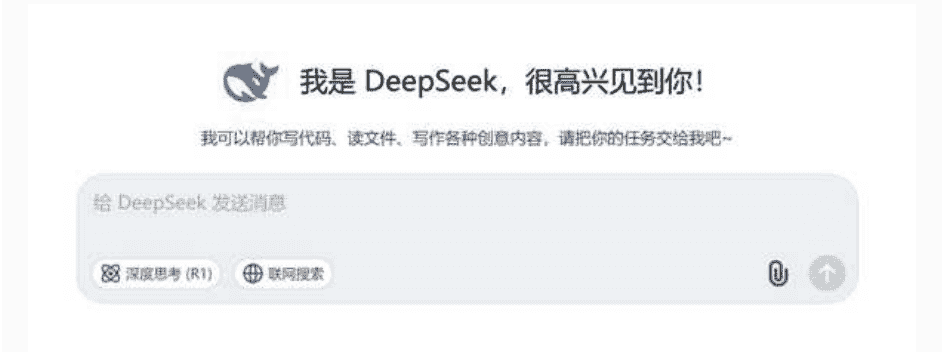 我是 DeepSeek，很高兴见到你！
我可以帮你写代码、读文件、写作各种创意内容，请把你的任务交给我吧~
给 DeepSeek 发送消息
深度思考 (R1) 联网搜索